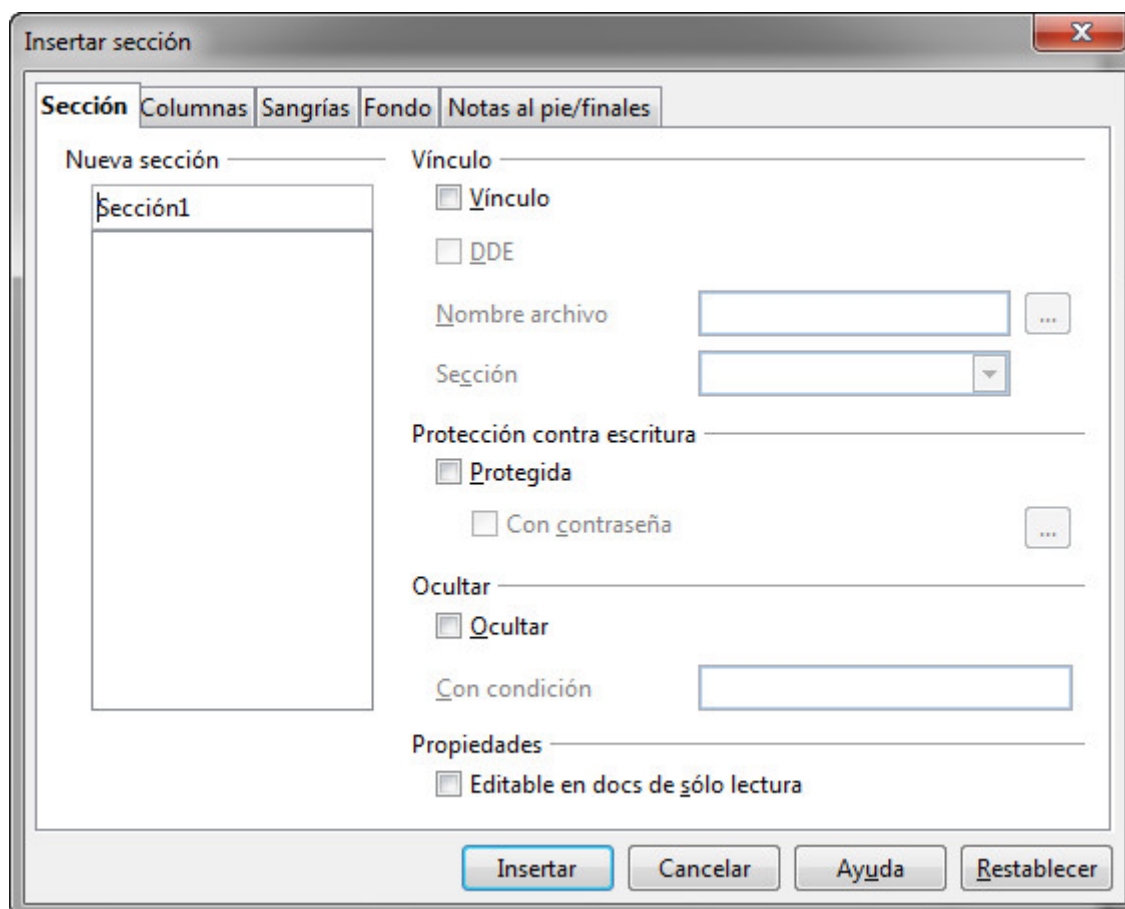 Insertar sección
Sección Columnas Sangrías Fondo Notas al pie/finales
Nueva sección
Sección1
Vínculo
Vínculo
DDE
Nombre archivo ...
Sección
Protección contra escritura
Protegida
Con contraseña ...
Ocultar
Ocultar
Con condición
Propiedades
Editable en docs de sólo lectura
Insertar Cancelar Ayuda Restablecer